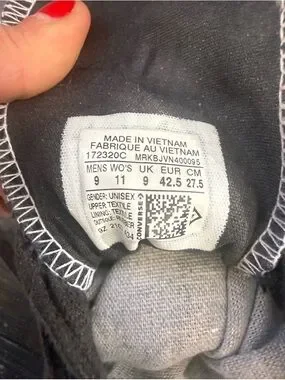 MADE IN VIETNAM
FABRIQUE AU VIETNAM
172320C MRKBJVN400095
MENS WO'S UK EUR CM
9 11 9 42.5 27.5
GENDER: UNISEX
UPPER: TEXTILE
LINING: TEXTILE
CONVERSE